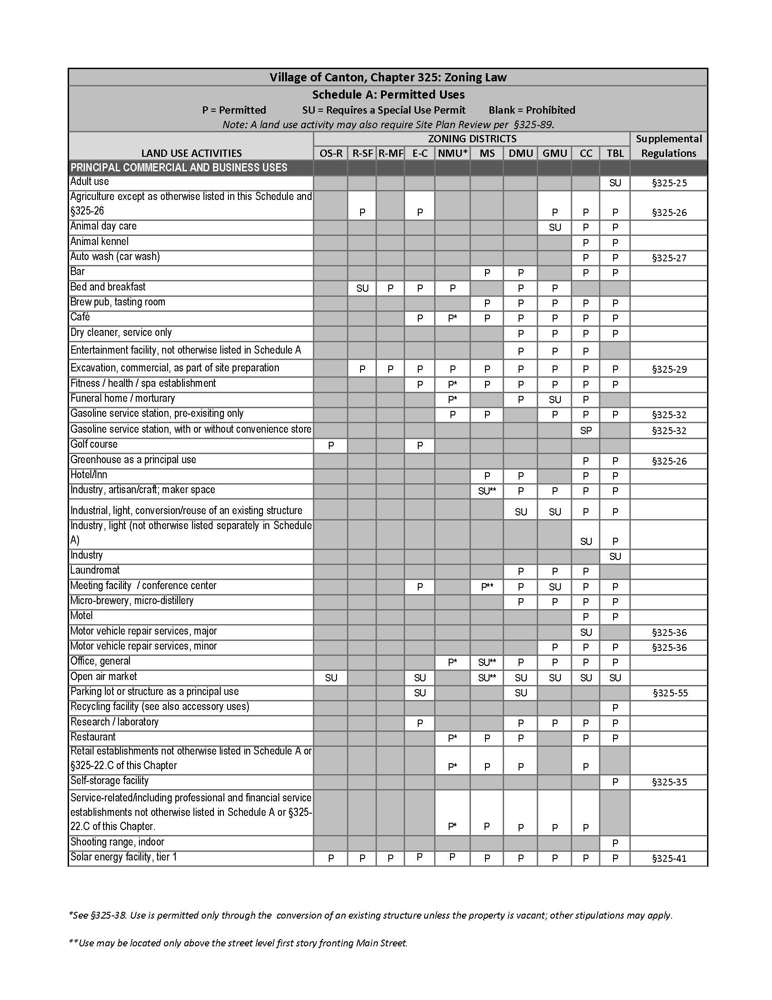 Village of Canton, Chapter 325: Zoning Law
Schedule A: Permitted Uses
P = Permitted SU = Requires a Special Use Permit Blank = Prohibited
Note: A land use activity may also require Site Plan Review per §325-89.
ZONING DISTRICTS Supplemental
LAND USE ACTIVITIES OS-R R-SF R-MF E-C NMU* MS DMU GMU CC TBL Regulations
PRINCIPAL COMMERCIAL AND BUSINESS USES
Adult use SU §325-25
Agriculture except as otherwise listed in this Schedule and
§325-26 P P P P P §325-26
Animal day care SU P P
Animal kennel P P
Auto wash (car wash) P P §325-27
Bar P P P P
Bed and breakfast SU P P P P P
Brew pub, tasting room P P P P P
Café P P* P P P P P
Dry cleaner, service only P P P P
Entertainment facility, not otherwise listed in Schedule A P P P
Excavation, commercial, as part of site preparation P P P P P P P P P §325-29
Fitness / health / spa establishment P P* P P P P P
Funeral home / morturary P* P SU P
Gasoline service station, pre-exisiting only P P P P P §325-32
Gasoline service station, with or without convenience store SP §325-32
Golf course P P
Greenhouse as a principal use P P §325-26
Hotel/Inn P P P P
Industry, artisan/craft; maker space SU** P P P P
Industrial, light, conversion/reuse of an existing structure SU SU P P
Industry, light (not otherwise listed separately in Schedule
A) SU P
Industry SU
Laundromat P P P
Meeting facility / conference center P P** P SU P P
Micro-brewery, micro-distillery P P P P
Motel P P
Motor vehicle repair services, major SU §325-36
Motor vehicle repair services, minor P P P §325-36
Office, general P* SU** P P P P
Open air market SU SU SU** SU SU SU SU
Parking lot or structure as a principal use SU SU §325-55
Recycling facility (see also accessory uses) P
Research / laboratory P P P P P
Restaurant P* P P P P
Retail establishments not otherwise listed in Schedule A or
§325-22.C of this Chapter P* P P P
Self-storage facility P §325-35
Service-related/including professional and financial service
establishments not otherwise listed in Schedule A or §325-
22.C of this Chapter. P* P P P P
Shooting range, indoor P
Solar energy facility, tier 1 P P P P P P P P P P §325-41
*See §325-38. Use is permitted only through the conversion of an existing structure unless the property is vacant; other stipulations may apply.
**Use may be located only above the street level first story fronting Main Street.